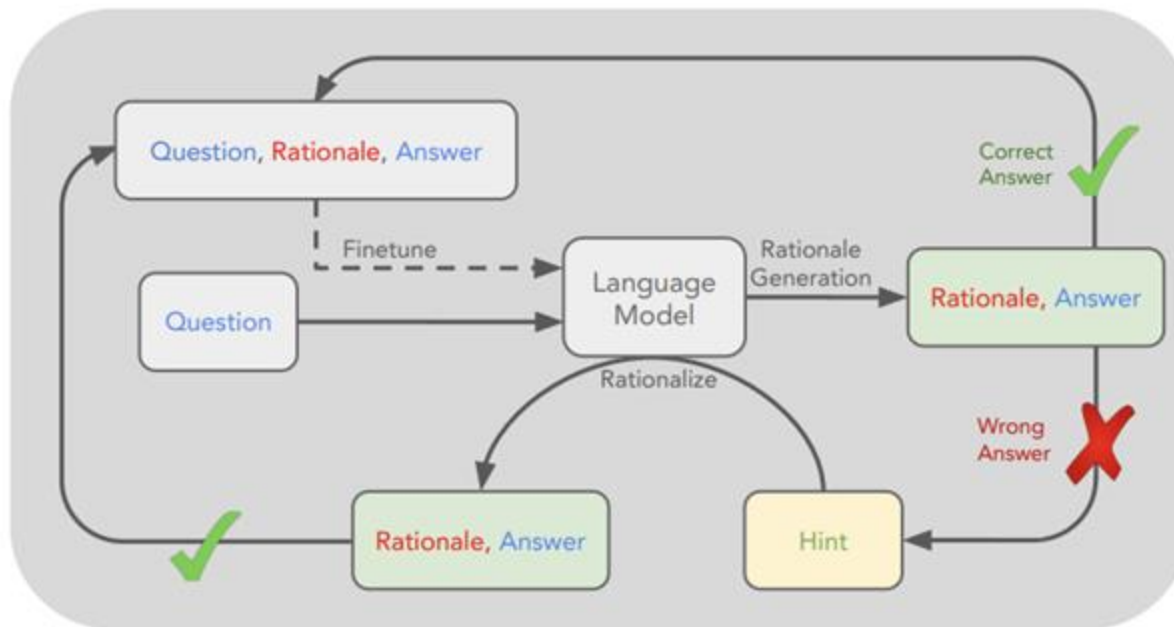 Question, Rationale, Answer
Correct
Answer
Finetune
Rationale
Generation
Language
Model
Question
Rationale, Answer
Rationalize
Wrong
Answer
Rationale, Answer
Hint